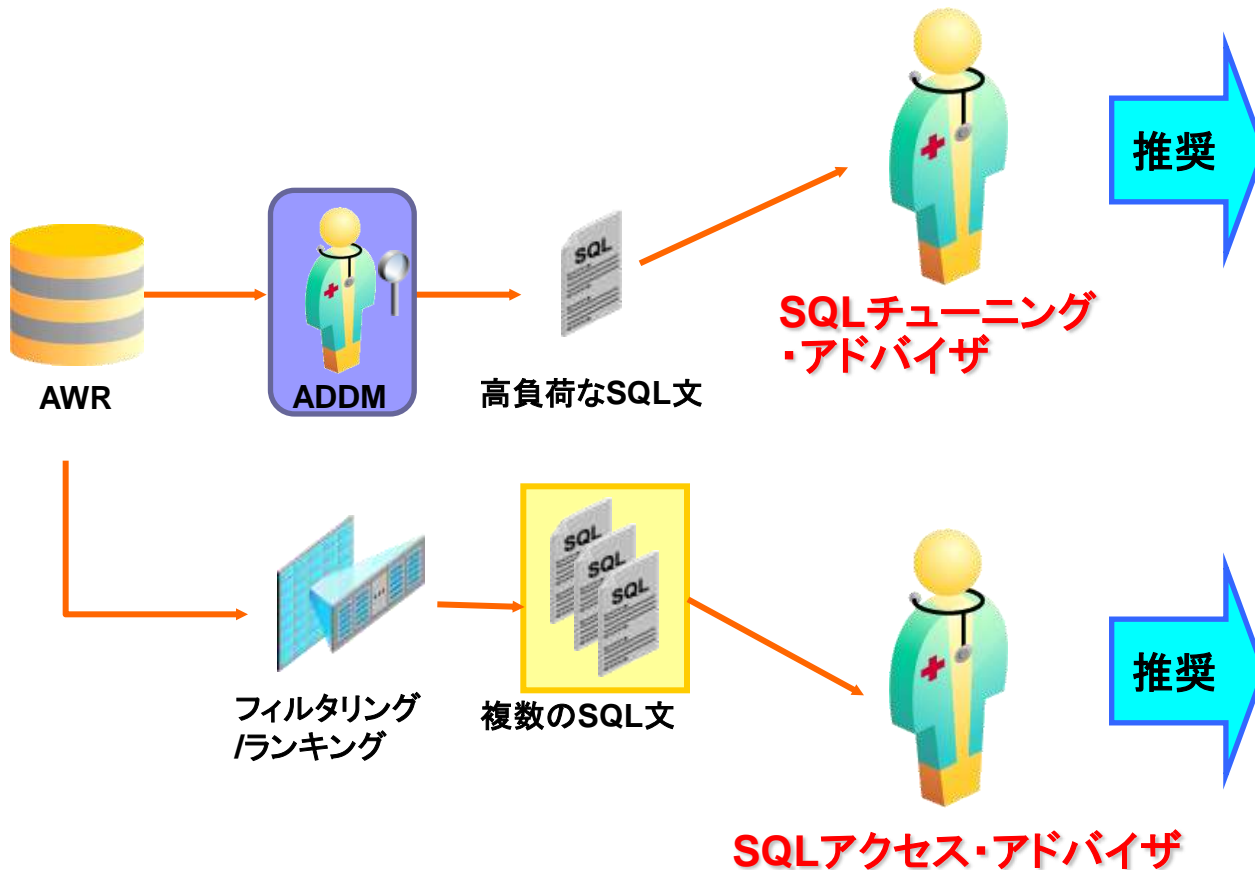 推奨
SQL
SQLチューニング
・アドバイザ
AWR
ADDM
高負荷なSQL文
SQL
SQL
SQL
推奨
フィルタリング
/ランキング
複数のSQL文
SQLアクセス・アドバイザ